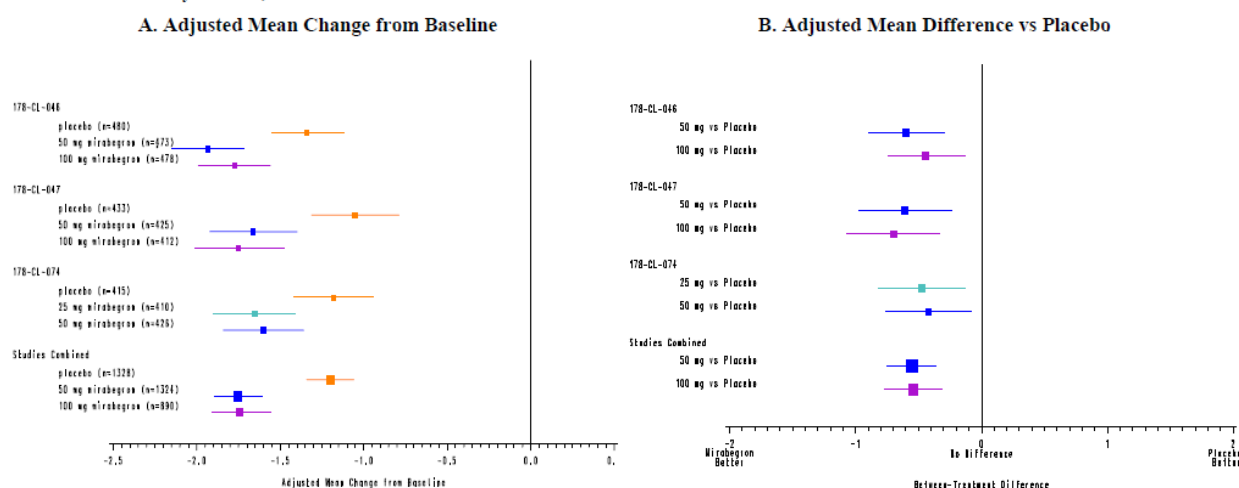 A. Adjusted Mean Change from Baseline
178-CL-046
placebo (n=480)
50 mg mirabegron (n=473)
100 mg mirabegron (n=478)
178-CL-047
placebo (n=433)
50 mg mirabegron (n=425)
100 mg mirabegron (n=412)
178-CL-074
placebo (n=415)
25 mg mirabegron (n=410)
50 mg mirabegron (n=426)
Studies Combined
placebo (n=1328)
50 mg mirabegron (n=1324)
100 mg mirabegron (n=890)
-2.5 -2.0 -1.5 -1.0 -0.5 0.0 0.
Adjusted Mean Change from Baseline
B. Adjusted Mean Difference vs Placebo
178-CL-046
50 mg vs Placebo
100 mg vs Placebo
178-CL-047
50 mg vs Placebo
100 mg vs Placebo
178-CL-074
25 mg vs Placebo
50 mg vs Placebo
Studies Combined
50 mg vs Placebo
100 mg vs Placebo
-2 -1 0 1 2
Mirabegron
Better
No Difference
Placebo
Better
Between-Treatment Difference